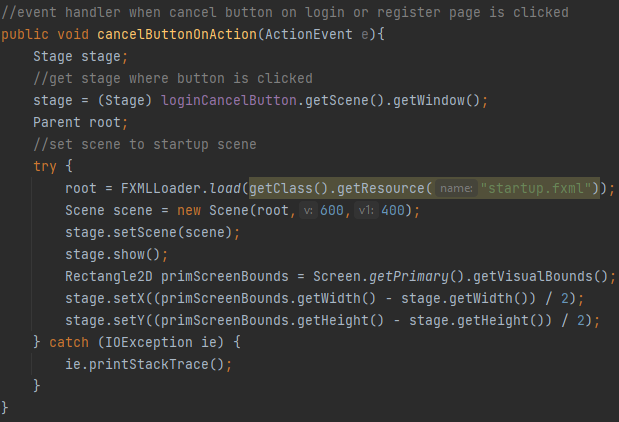 //event handler when cancel button on login or register page is clicked
public void cancelButtonOnAction(ActionEvent e){
    Stage stage;
    //get stage where button is clicked
    stage = (Stage) loginCancelButton.getScene().getWindow();
    Parent root;
    //set scene to startup scene
    try {
        root = FXMLLoader.load(getClass().getResource( name: "startup.fxml"));
        Scene scene = new Scene(root, v: 600, v1: 400);
        stage.setScene(scene);
        stage.show();
        Rectangle2D primScreenBounds = Screen.getPrimary().getVisualBounds();
        stage.setX((primScreenBounds.getWidth() - stage.getWidth()) / 2);
        stage.setY((primScreenBounds.getHeight() - stage.getHeight()) / 2);
    } catch (IOException ie) {
        ie.printStackTrace();
    }
}